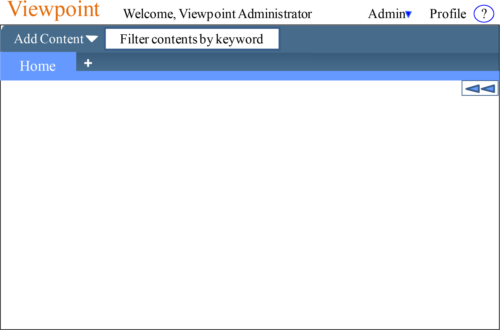 Viewpoint Welcome, Viewpoint Administrator Admin Profile ?
Add Content Filter contents by keyword
Home +